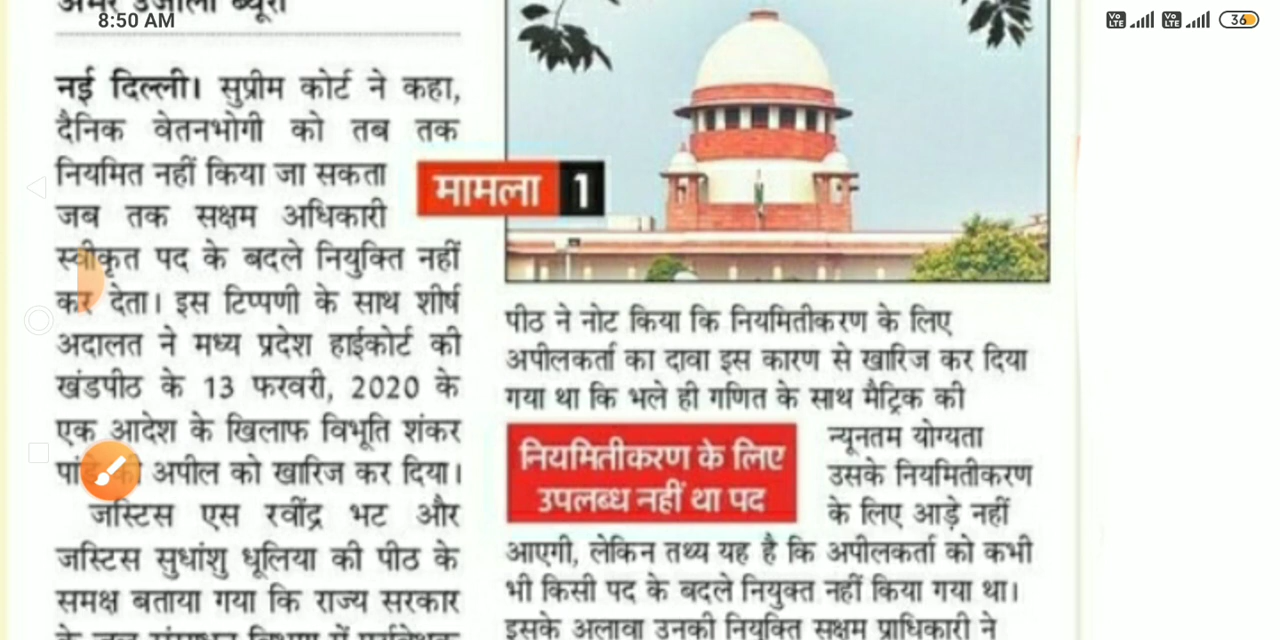 8:50 AM
36
नई दिल्ली। सुप्रीम कोर्ट ने कहा,
दैनिक वेतनभोगी को तब तक
नियमित नहीं किया जा सकता
जब तक सक्षम अधिकारी
स्वीकृत पद के बदले नियुक्ति नहीं
कर देता। इस टिप्पणी के साथ शीर्ष
अदालत ने मध्य प्रदेश हाईकोर्ट की
खंडपीठ के 13 फरवरी, 2020 के
एक आदेश के खिलाफ विभूति शंकर
अपील को खारिज कर दिया।
जस्टिस एस रवींद्र भट और
जस्टिस सुधांशु धूलिया की पीठ के
समक्ष बताया गया कि राज्य सरकार
मामला 1
पीठ ने नोट किया कि नियमितीकरण के लिए
अपीलकर्ता का दावा इस कारण से खारिज कर दिया
गया था कि भले ही गणित के साथ मैट्रिक की
न्यूनतम योग्यता
उसके नियमितीकरण
के लिए आड़े नहीं
नियमितीकरण के लिए
उपलब्ध नहीं था पद
आएगी, लेकिन तथ्य यह है कि अपीलकर्ता को कभी
भी किसी पद के बदले नियुक्त नहीं किया गया था।
इसके अलावा उनकी नियुक्ति सक्षम प्राधिकारी ने